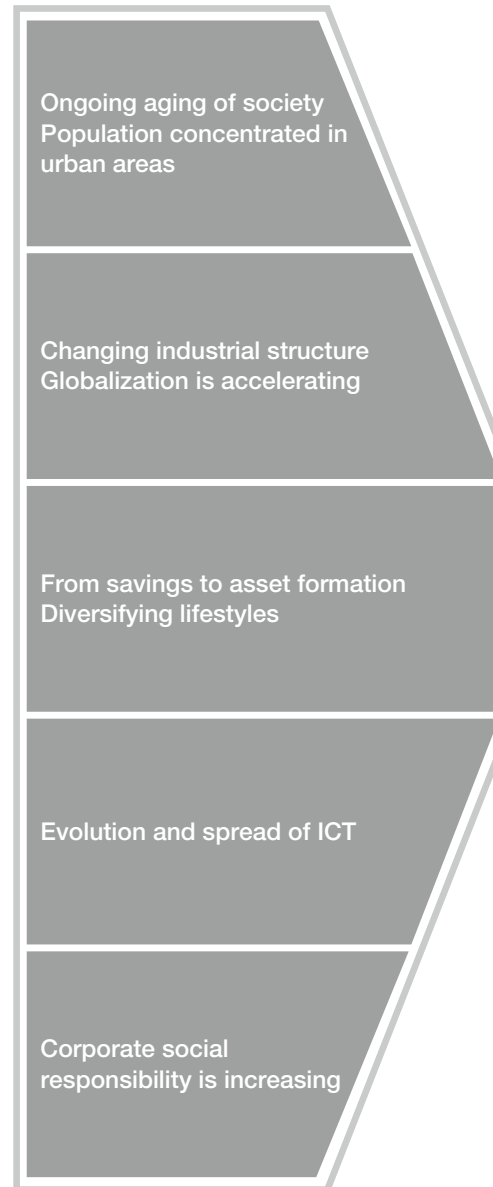 Ongoing aging of society
Population concentrated in
urban areas
Changing industrial structure
Globalization is accelerating
From savings to asset formation
Diversifying lifestyles
Evolution and spread of ICT
Corporate social
responsibility is increasing